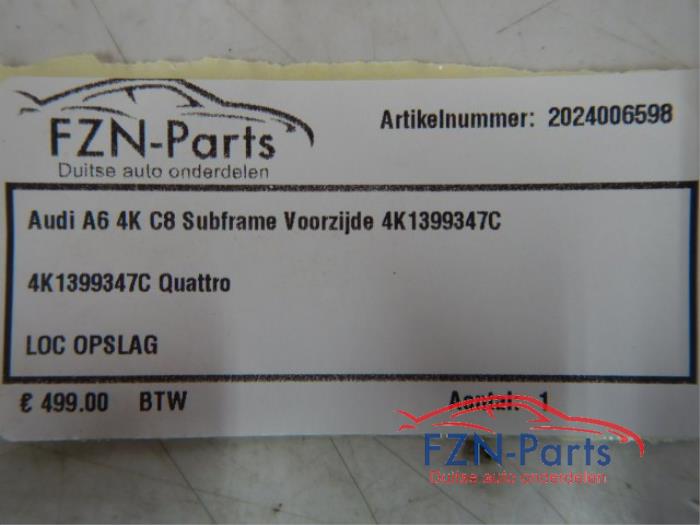 FZN-Parts
Duitse auto onderdelen
Artikelnummer: 2024006598
Audi A6 4K C8 Subframe Voorzijde 4K1399347C
4K1399347C Quattro
LOC OPSLAG
€ 499.00 BTW Aantal: 1
FZN-Parts
Duitse auto onderdelen